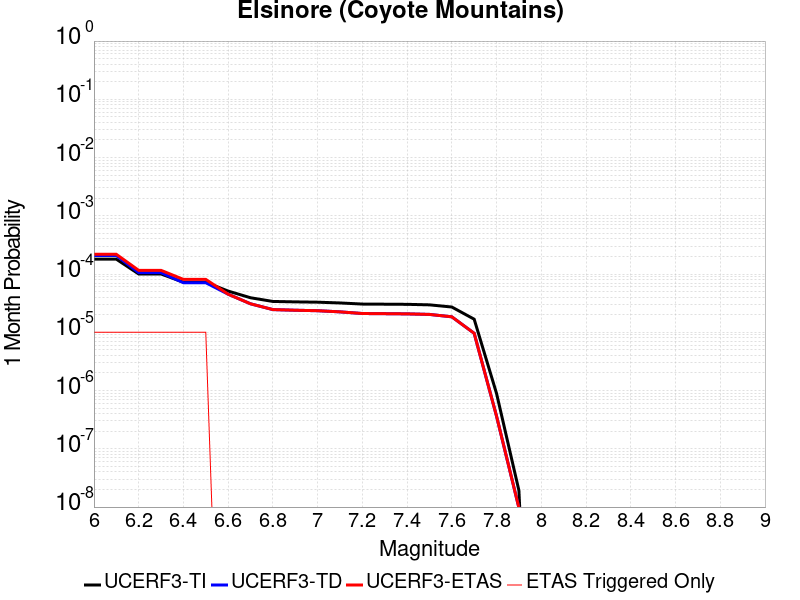 Elsinore (Coyote Mountains)
10^0
10^-1
10^-2
10^-3
10^-4
10^-5
10^-6
10^-7
10^-8
1 Month Probability
6 6.2 6.4 6.6 6.8 7 7.2 7.4 7.6 7.8 8 8.2 8.4 8.6 8.8 9
Magnitude
UCERF3-TI UCERF3-TD UCERF3-ETAS ETAS Triggered Only